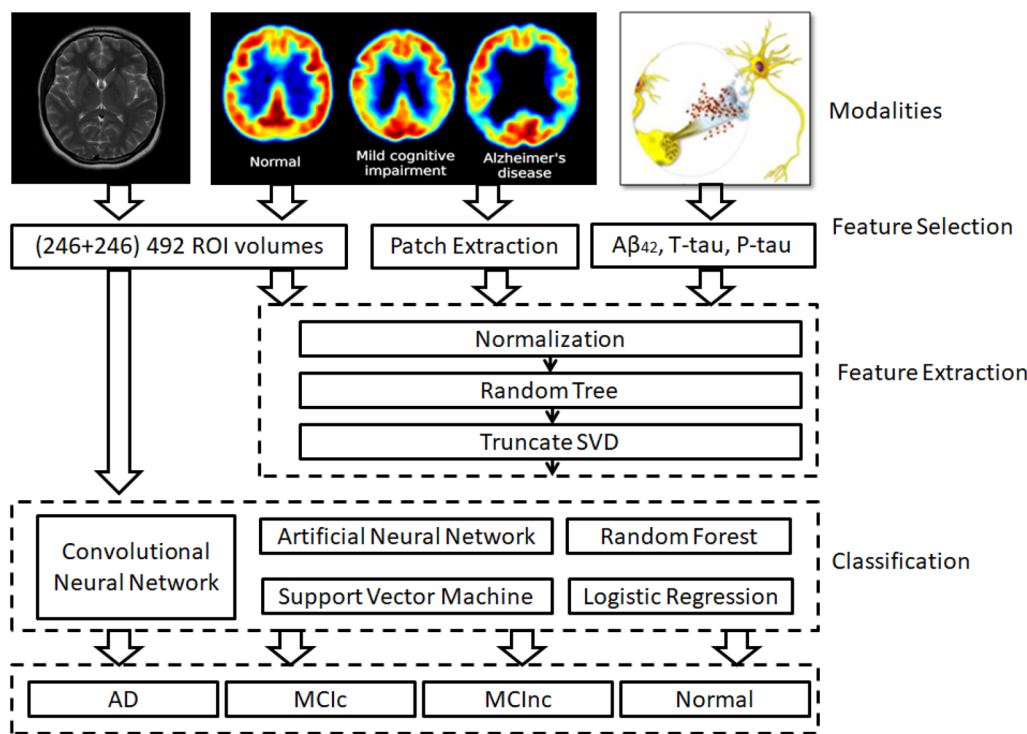 Modalities
Normal
Mild cognitive
impairment
Alzheimer's
disease
Feature Selection
(246+246) 492 ROI volumes
Patch Extraction
Aβ42, T-tau, P-tau
Normalization
Feature Extraction
Random Tree
Truncate SVD
Convolutional
Neural Network
Artificial Neural Network
Random Forest
Classification
Support Vector Machine
Logistic Regression
AD
MCIc
MCInc
Normal